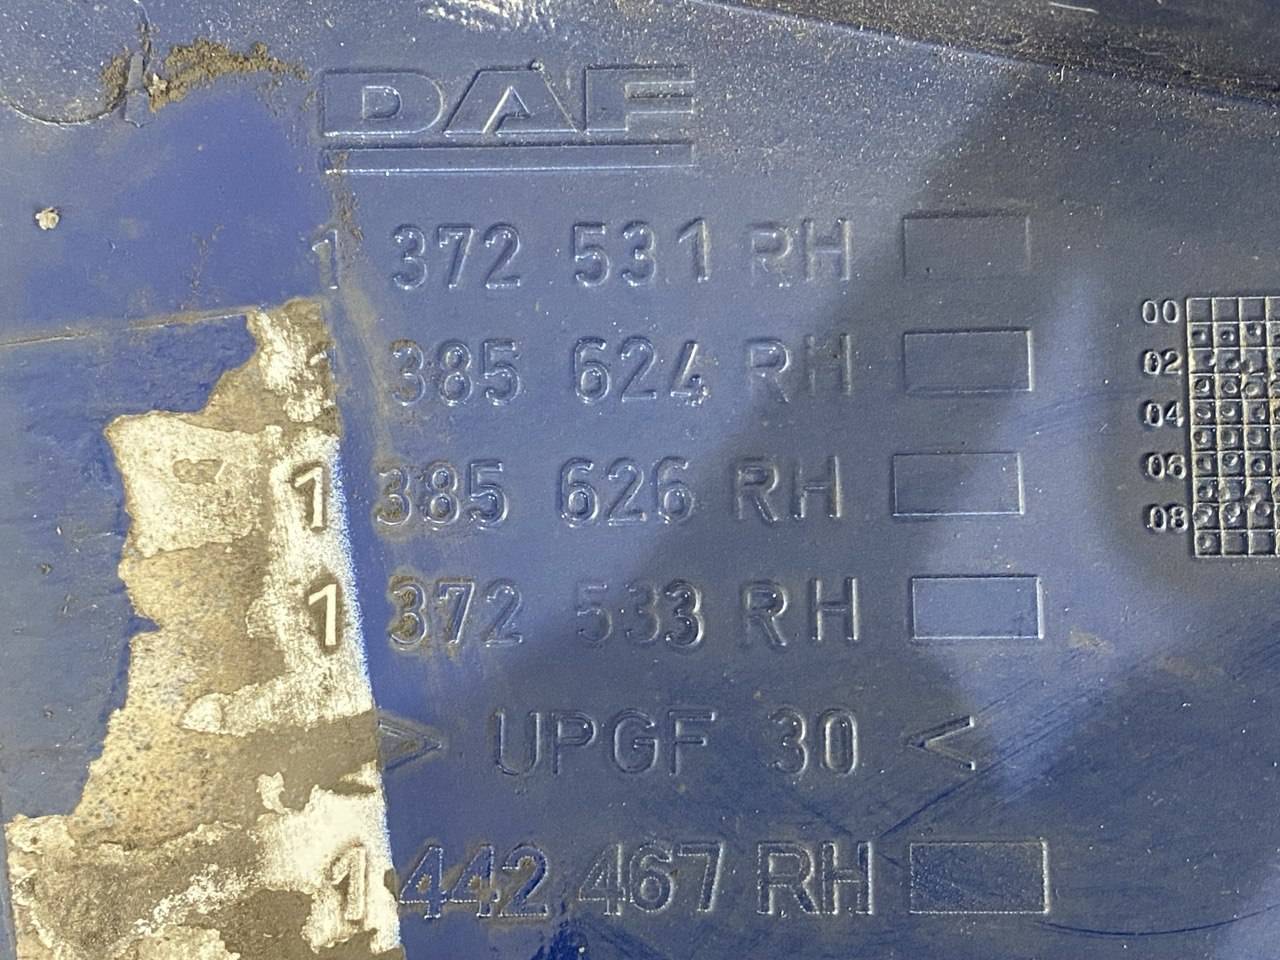 DAF
1 372 531 RH
385 624 RH
1 385 626 RH
1 372 533 RH
> UPGF 30 <
1 442 467 RH
00
02
04
06
08